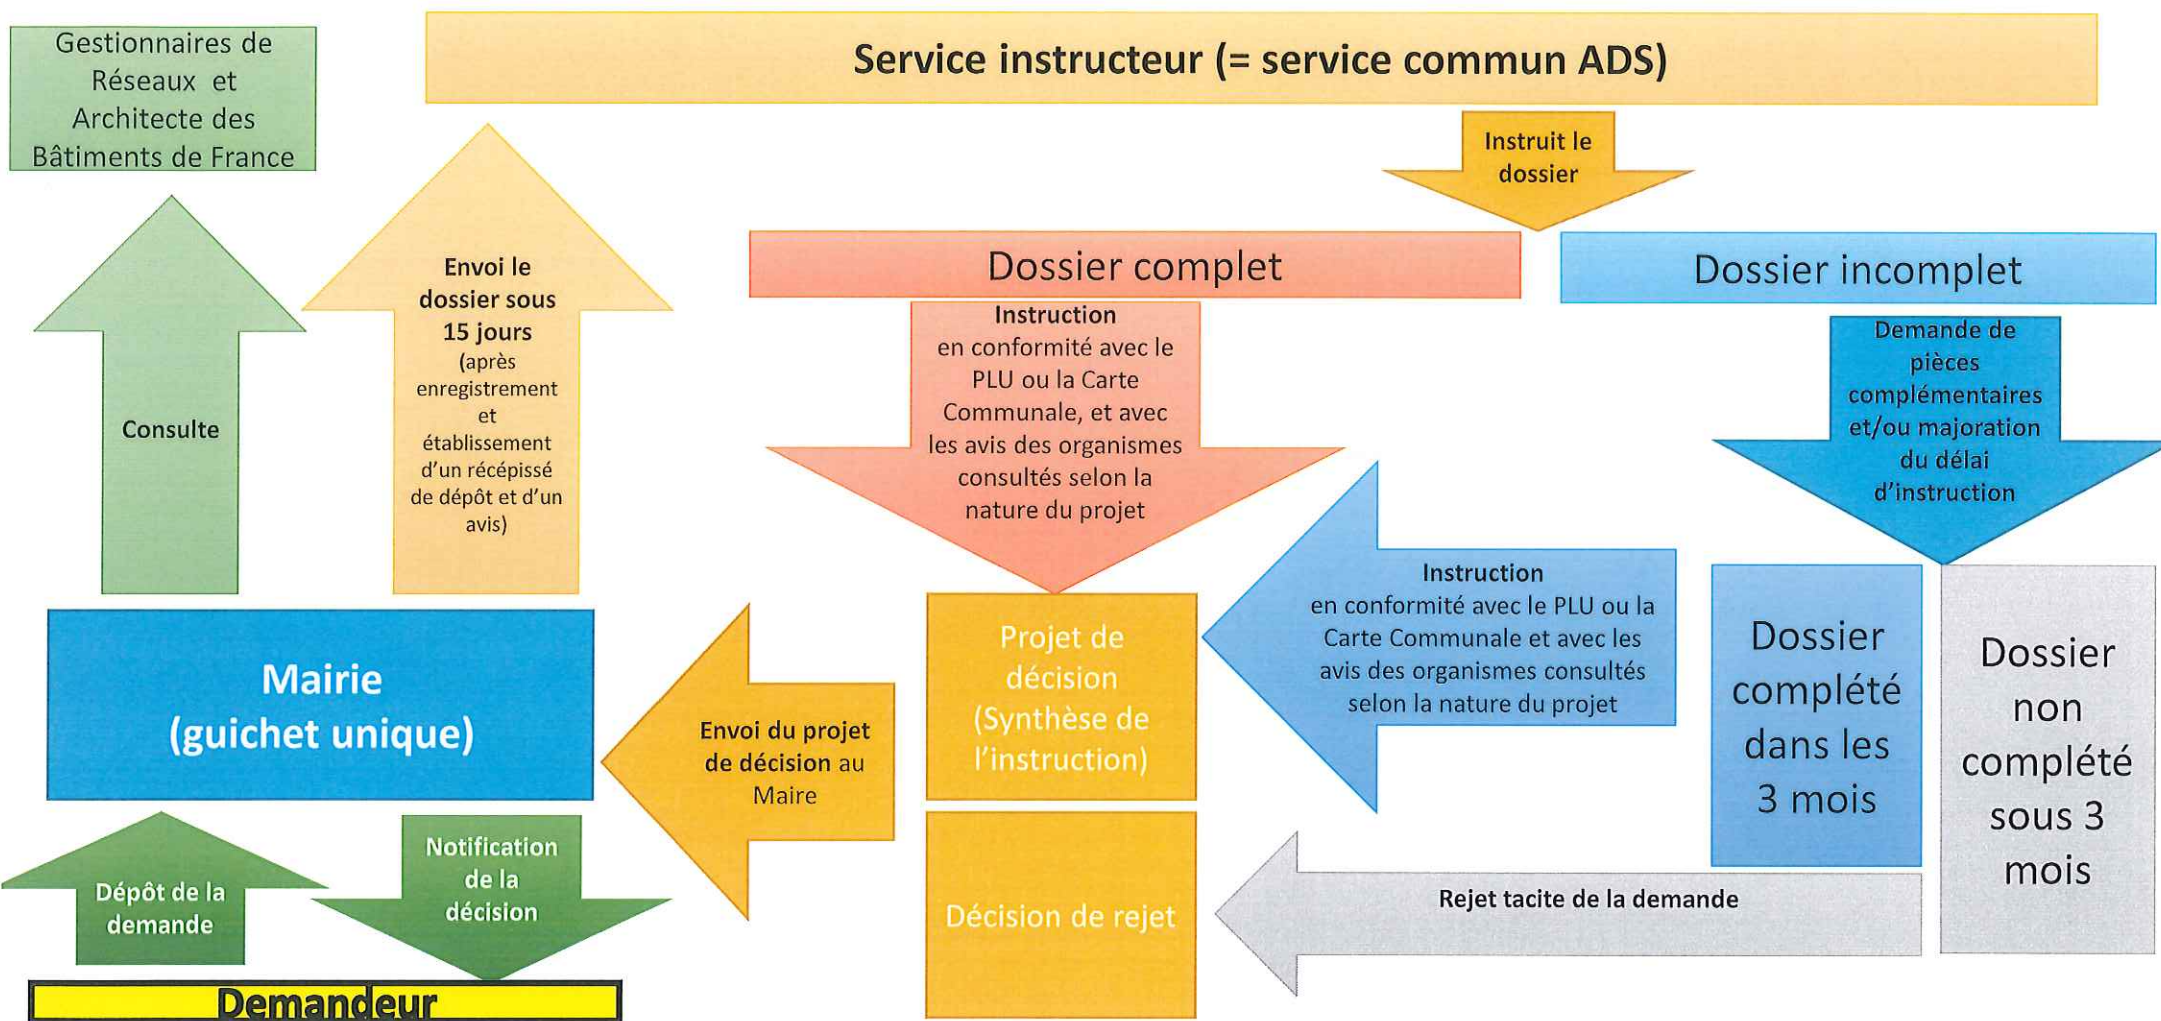 Gestionnaires de
Réseaux et
Architecte des
Bâtiments de France
Service instructeur (= service commun ADS)
Instruit le
dossier
Consulte
Envoi le
dossier sous
15 jours
(après
enregistrement
et
établissement
d'un récépissé
de dépôt et d'un
avis)
Dossier complet
Dossier incomplet
Instruction
en conformité avec le
PLU ou la Carte
Communale, et avec
les avis des organismes
consultés selon la
nature du projet
Demande de
pièces
complémentaires
et/ou majoration
du délai
d'instruction
Instruction
en conformité avec le PLU ou la
Carte Communale et avec les
avis des organismes consultés
selon la nature du projet
Dossier
complété
dans les
3 mois
Dossier
non
complété
sous 3
mois
Mairie
(guichet unique)
Envoi du projet
de décision au
Maire
Projet de
décision
(Synthèse de
l'instruction)
Décision de rejet
Rejet tacite de la demande
Dépôt de la
demande
Notification
de la
décision
Demandeur